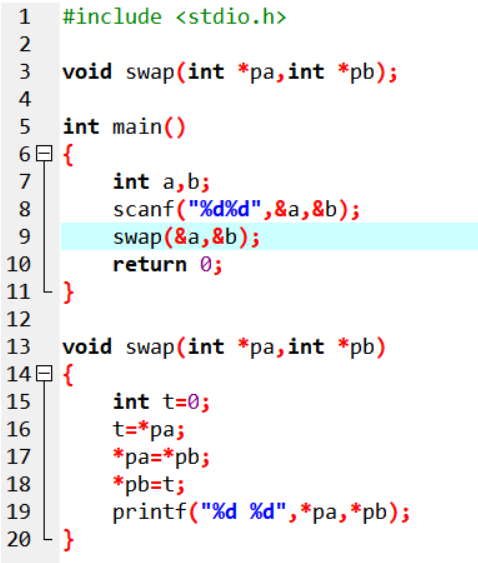 1 #include <stdio.h>
2
3 void swap(int *pa,int *pb);
4
5 int main()
6 {
7     int a,b;
8     scanf("%d%d",&a,&b);
9     swap(&a,&b);
10     return 0;
11 }
12
13 void swap(int *pa,int *pb)
14 {
15     int t=0;
16     t=*pa;
17     *pa=*pb;
18     *pb=t;
19     printf("%d %d",*pa,*pb);
20 }